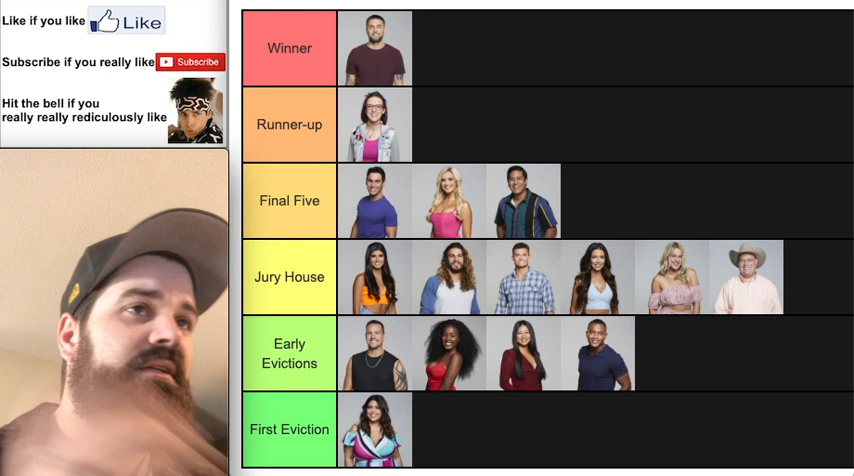 Like if you like
Like
Subscribe if you really like
Subscribe
Hit the bell if you
really really rediculously like
Winner
Runner-up
Final Five
Jury House
Early
Evictions
First Eviction